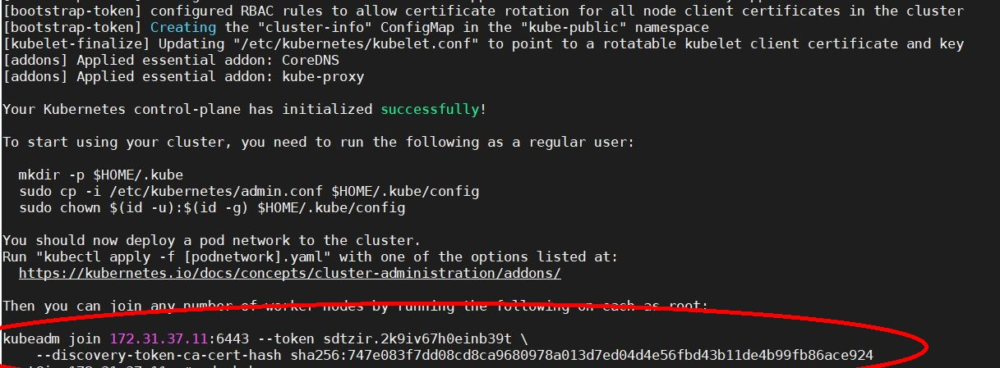 [bootstrap-token] configured RBAC rules to allow certificate rotation for all node client certificates in the cluster
[bootstrap-token] Creating the "cluster-info" ConfigMap in the "kube-public" namespace
[kubelet-finalize] Updating "/etc/kubernetes/kubelet.conf" to point to a rotatable kubelet client certificate and key
[addons] Applied essential addon: CoreDNS
[addons] Applied essential addon: kube-proxy
Your Kubernetes control-plane has initialized successfully!
To start using your cluster, you need to run the following as a regular user:
mkdir -p $HOME/.kube
sudo cp -i /etc/kubernetes/admin.conf $HOME/.kube/config
sudo chown $(id -u):$(id -g) $HOME/.kube/config
You should now deploy a pod network to the cluster.
Run "kubectl apply -f [podnetwork].yaml" with one of the options listed at:
https://kubernetes.io/docs/concepts/cluster-administration/addons/
Then you can join any number of worker nodes by running the following on each as root:
kubeadm join 172.31.37.11:6443 --token sdtzir.2k9iv67h0einb39t \
--discovery-token-ca-cert-hash sha256:747e083f7dd08cd8ca9680978a013d7ed04d4e56fbd43b11de4b99fb86ace924